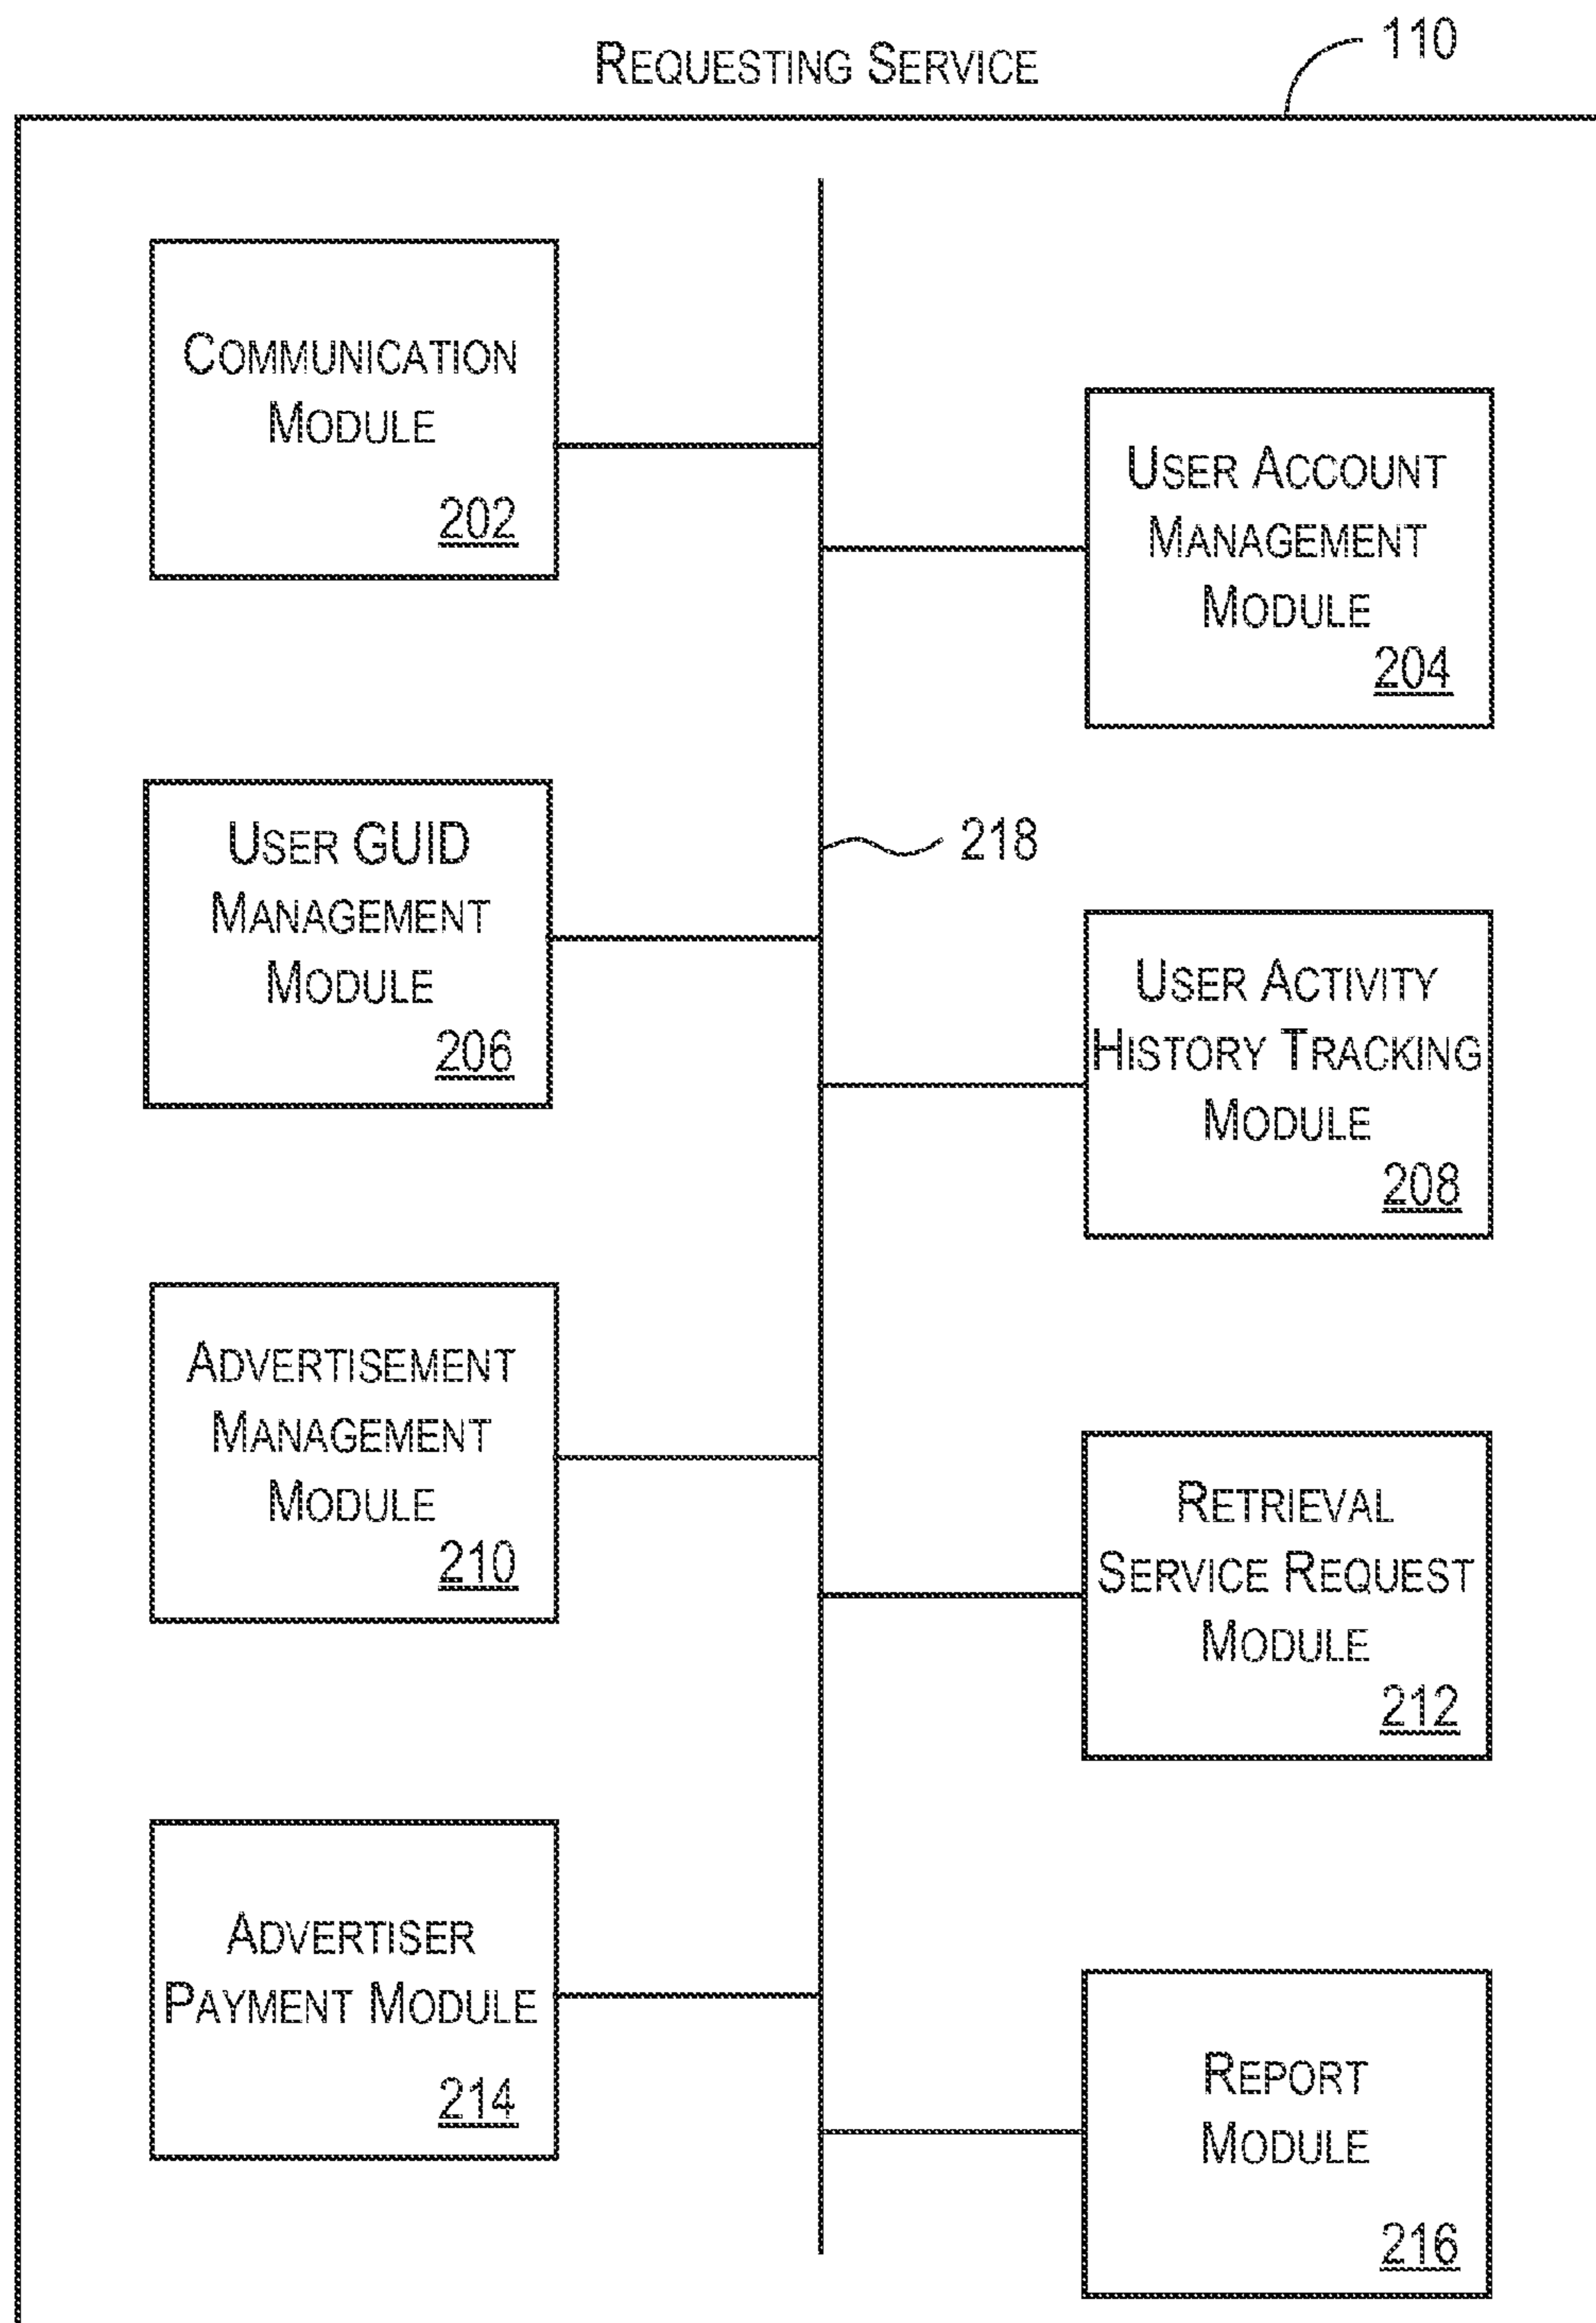 REQUESTING SERVICE
110
COMMUNICATION
MODULE
202
USER ACCOUNT
MANAGEMENT
MODULE
204
USER GUID
MANAGEMENT
MODULE
206
218
USER ACTIVITY
HISTORY TRACKING
MODULE
208
ADVERTISEMENT
MANAGEMENT
MODULE
210
RETRIEVAL
SERVICE REQUEST
MODULE
212
ADVERTISER
PAYMENT MODULE
214
REPORT
MODULE
216